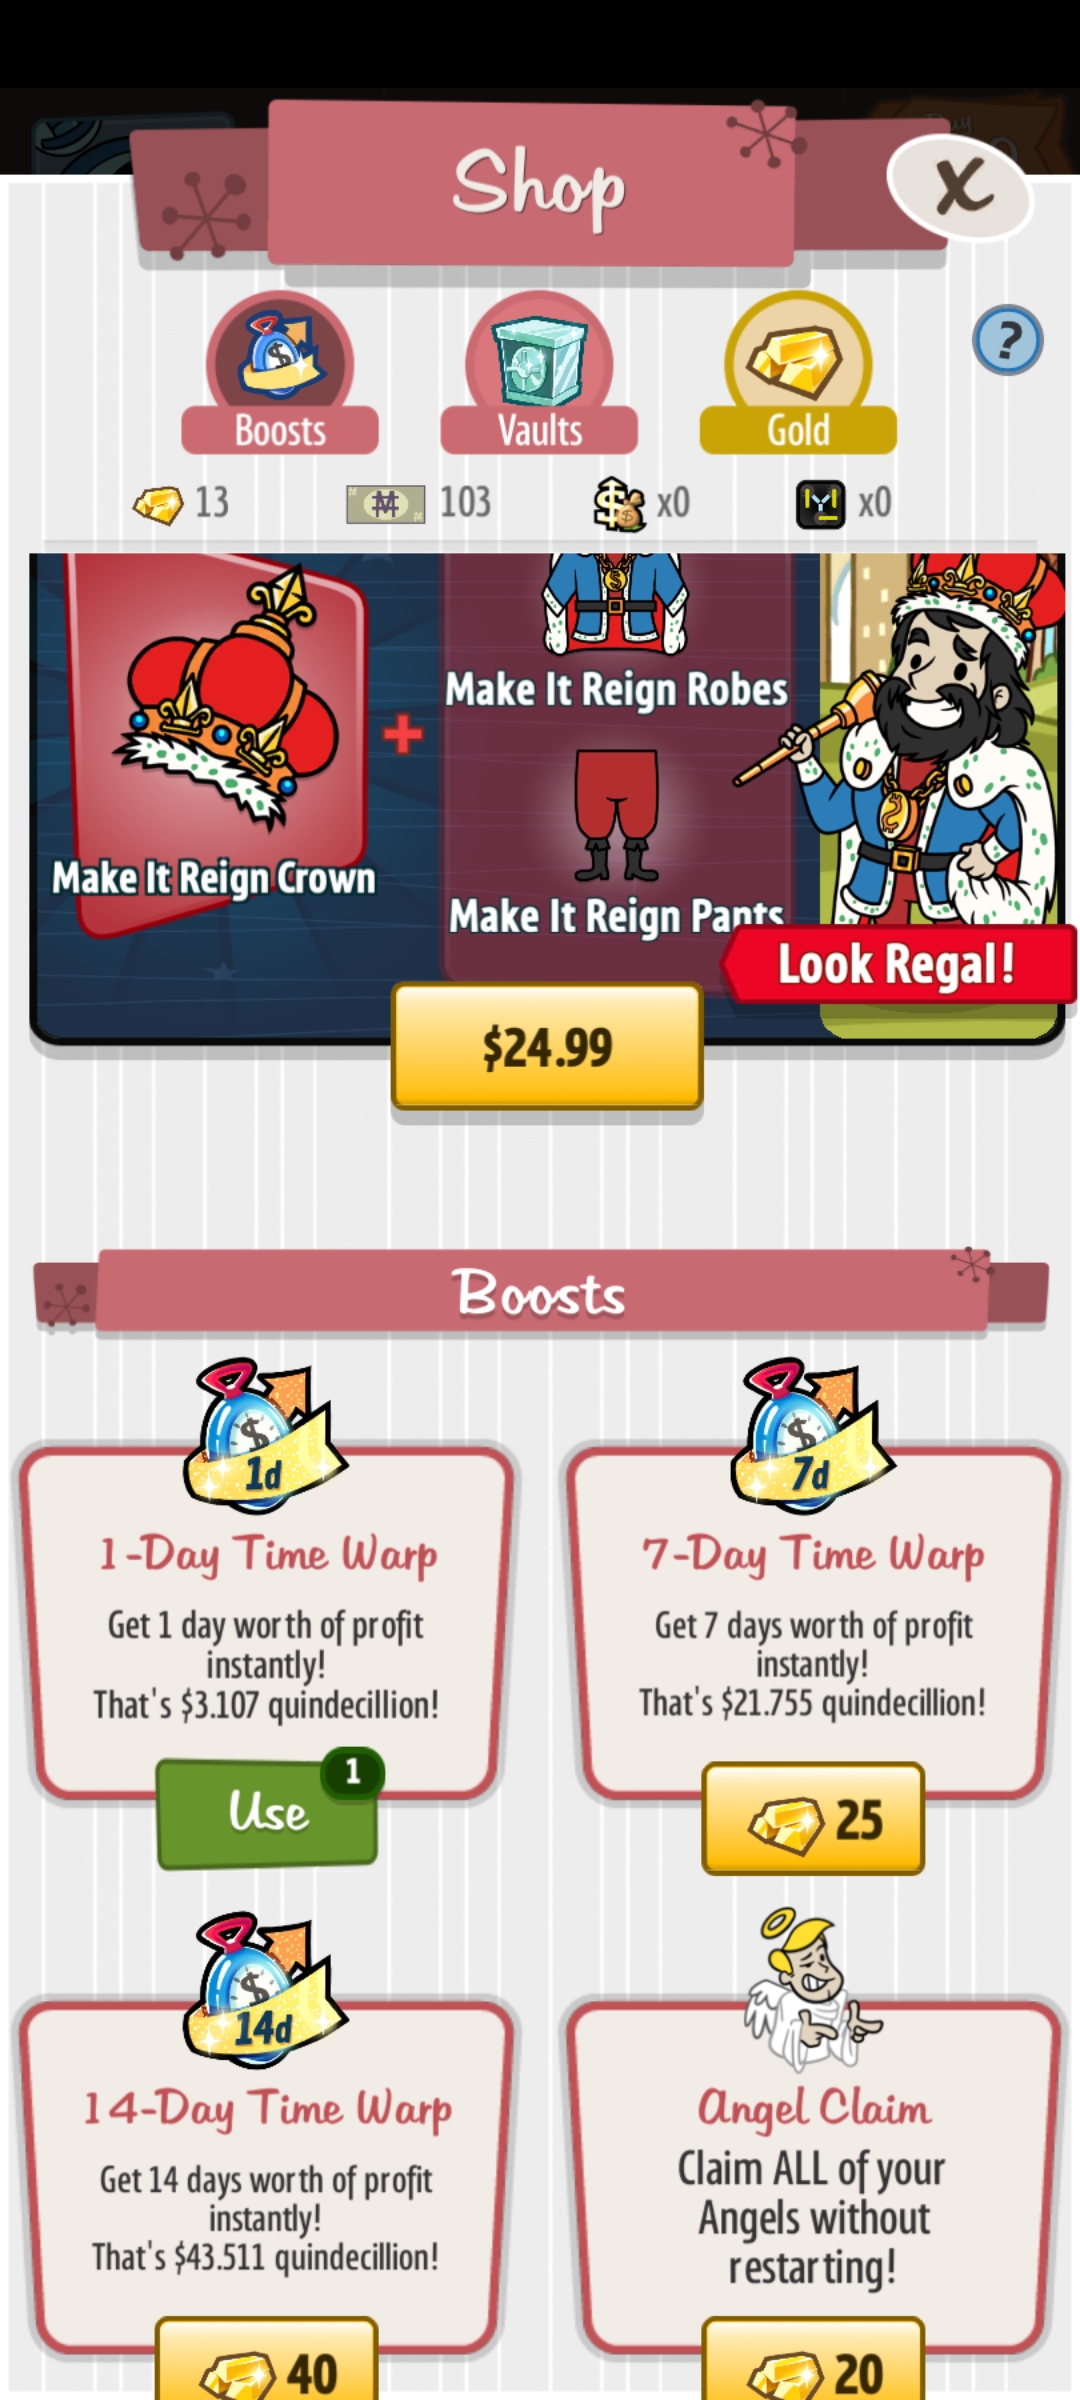 Shop
X
?
Boosts
Vaults
Gold
13
103
x0
x0
Make It Reign Robes
Make It Reign Crown
Make It Reign Pants
Look Regal!
$24.99
Boosts
1d
1-Day Time Warp
Get 1 day worth of profit
instantly!
That's $3.107 quindecillion!
1
Use
7d
7-Day Time Warp
Get 7 days worth of profit
instantly!
That's $21.755 quindecillion!
25
14d
14-Day Time Warp
Get 14 days worth of profit
instantly!
That's $43.511 quindecillion!
40
Angel Claim
Claim ALL of your
Angels without
restarting!
20